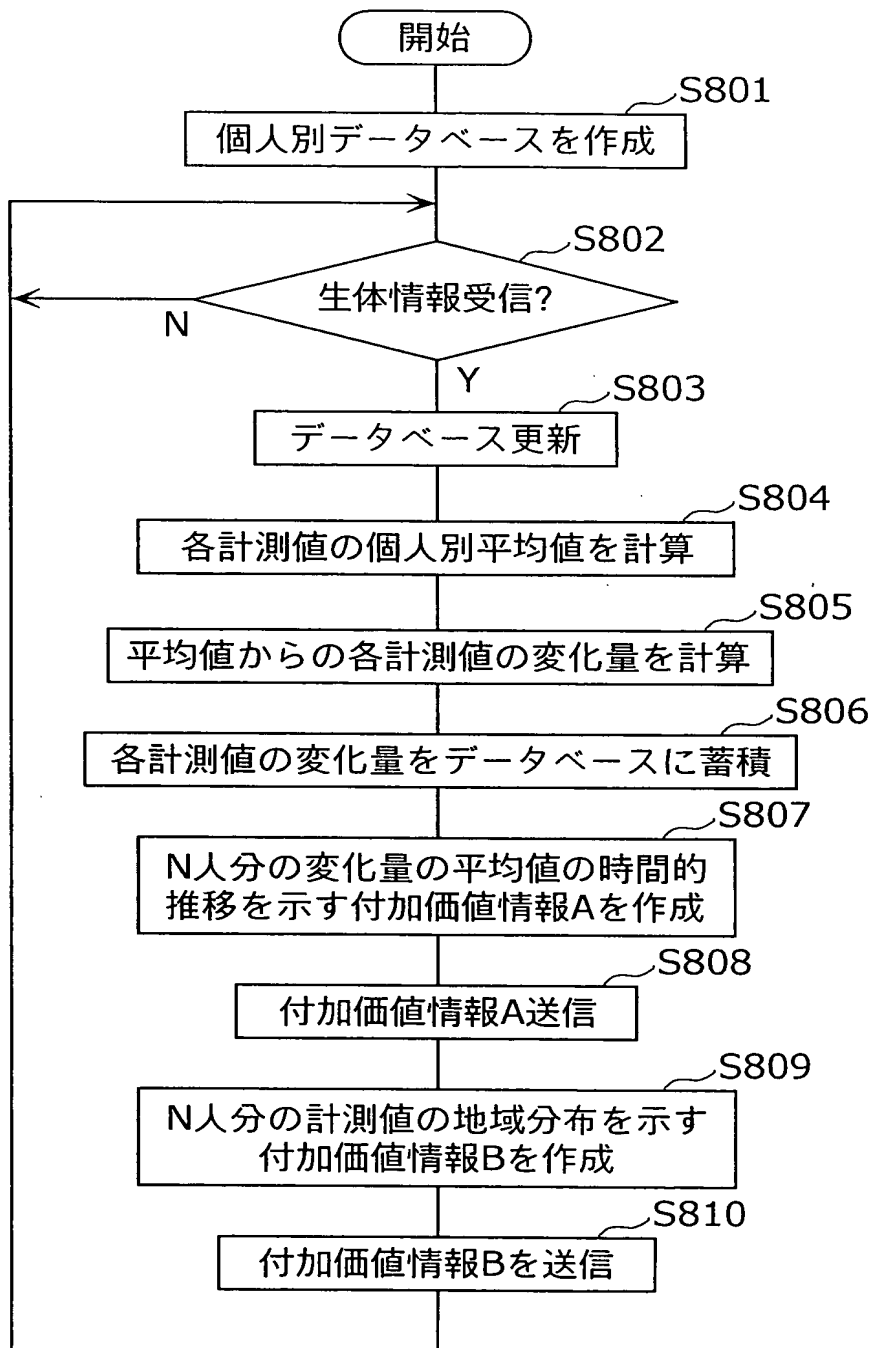 開始
S801
個人別データベースを作成
S802
生体情報受信?
N
Y
S803
データベース更新
S804
各計測値の個人別平均値を計算
S805
平均値からの各計測値の変化量を計算
S806
各計測値の変化量をデータベースに蓄積
S807
N人分の変化量の平均値の時間的
推移を示す付加価値情報Aを作成
S808
付加価値情報A送信
S809
N人分の計測値の地域分布を示す
付加価値情報Bを作成
S810
付加価値情報Bを送信